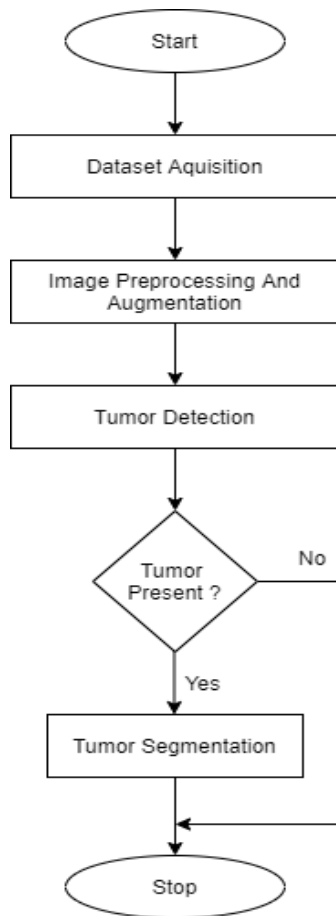 Start
Dataset Aquisition
Image Preprocessing And
Augmentation
Tumor Detection
Tumor
Present ?
No
Yes
Tumor Segmentation
Stop